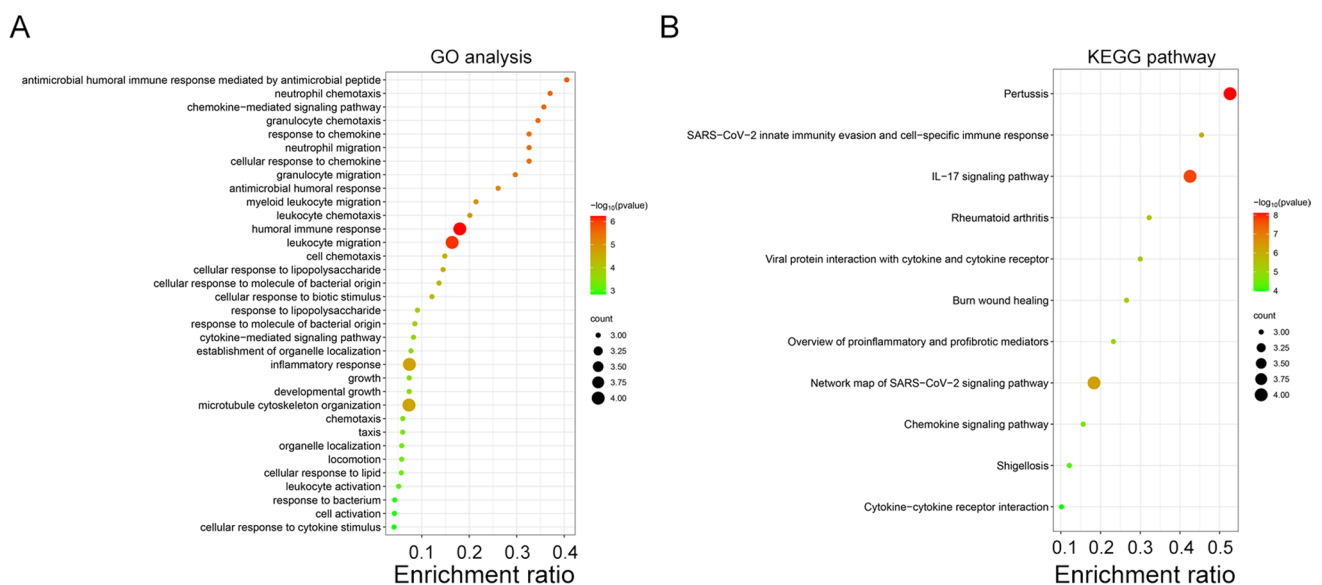 A
GO analysis
antimicrobial humoral immune response mediated by antimicrobial peptide
neutrophil chemotaxis
chemokine−mediated signaling pathway
granulocyte chemotaxis
response to chemokine
neutrophil migration
cellular response to chemokine
granulocyte migration
antimicrobial humoral response
myeloid leukocyte migration
leukocyte chemotaxis
humoral immune response
leukocyte migration
cell chemotaxis
cellular response to lipopolysaccharide
cellular response to molecule of bacterial origin
cellular response to biotic stimulus
response to lipopolysaccharide
response to molecule of bacterial origin
cytokine−mediated signaling pathway
establishment of organelle localization
inflammatory response
growth
developmental growth
microtubule cytoskeleton organization
chemotaxis
taxis
organelle localization
locomotion
cellular response to lipid
leukocyte activation
response to bacterium
cell activation
cellular response to cytokine stimulus
0.1 0.2 0.3 0.4
Enrichment ratio
−log10(pvalue)
6
5
4
3
count
3.00
3.25
3.50
3.75
4.00
B
KEGG pathway
Pertussis
SARS−CoV−2 innate immunity evasion and cell−specific immune response
IL−17 signaling pathway
Rheumatoid arthritis
Viral protein interaction with cytokine and cytokine receptor
Burn wound healing
Overview of proinflammatory and profibrotic mediators
Network map of SARS−CoV−2 signaling pathway
Chemokine signaling pathway
Shigellosis
Cytokine−cytokine receptor interaction
0.1 0.2 0.3 0.4 0.5
Enrichment ratio
−log10(pvalue)
8
7
6
5
4
count
3.00
3.25
3.50
3.75
4.00